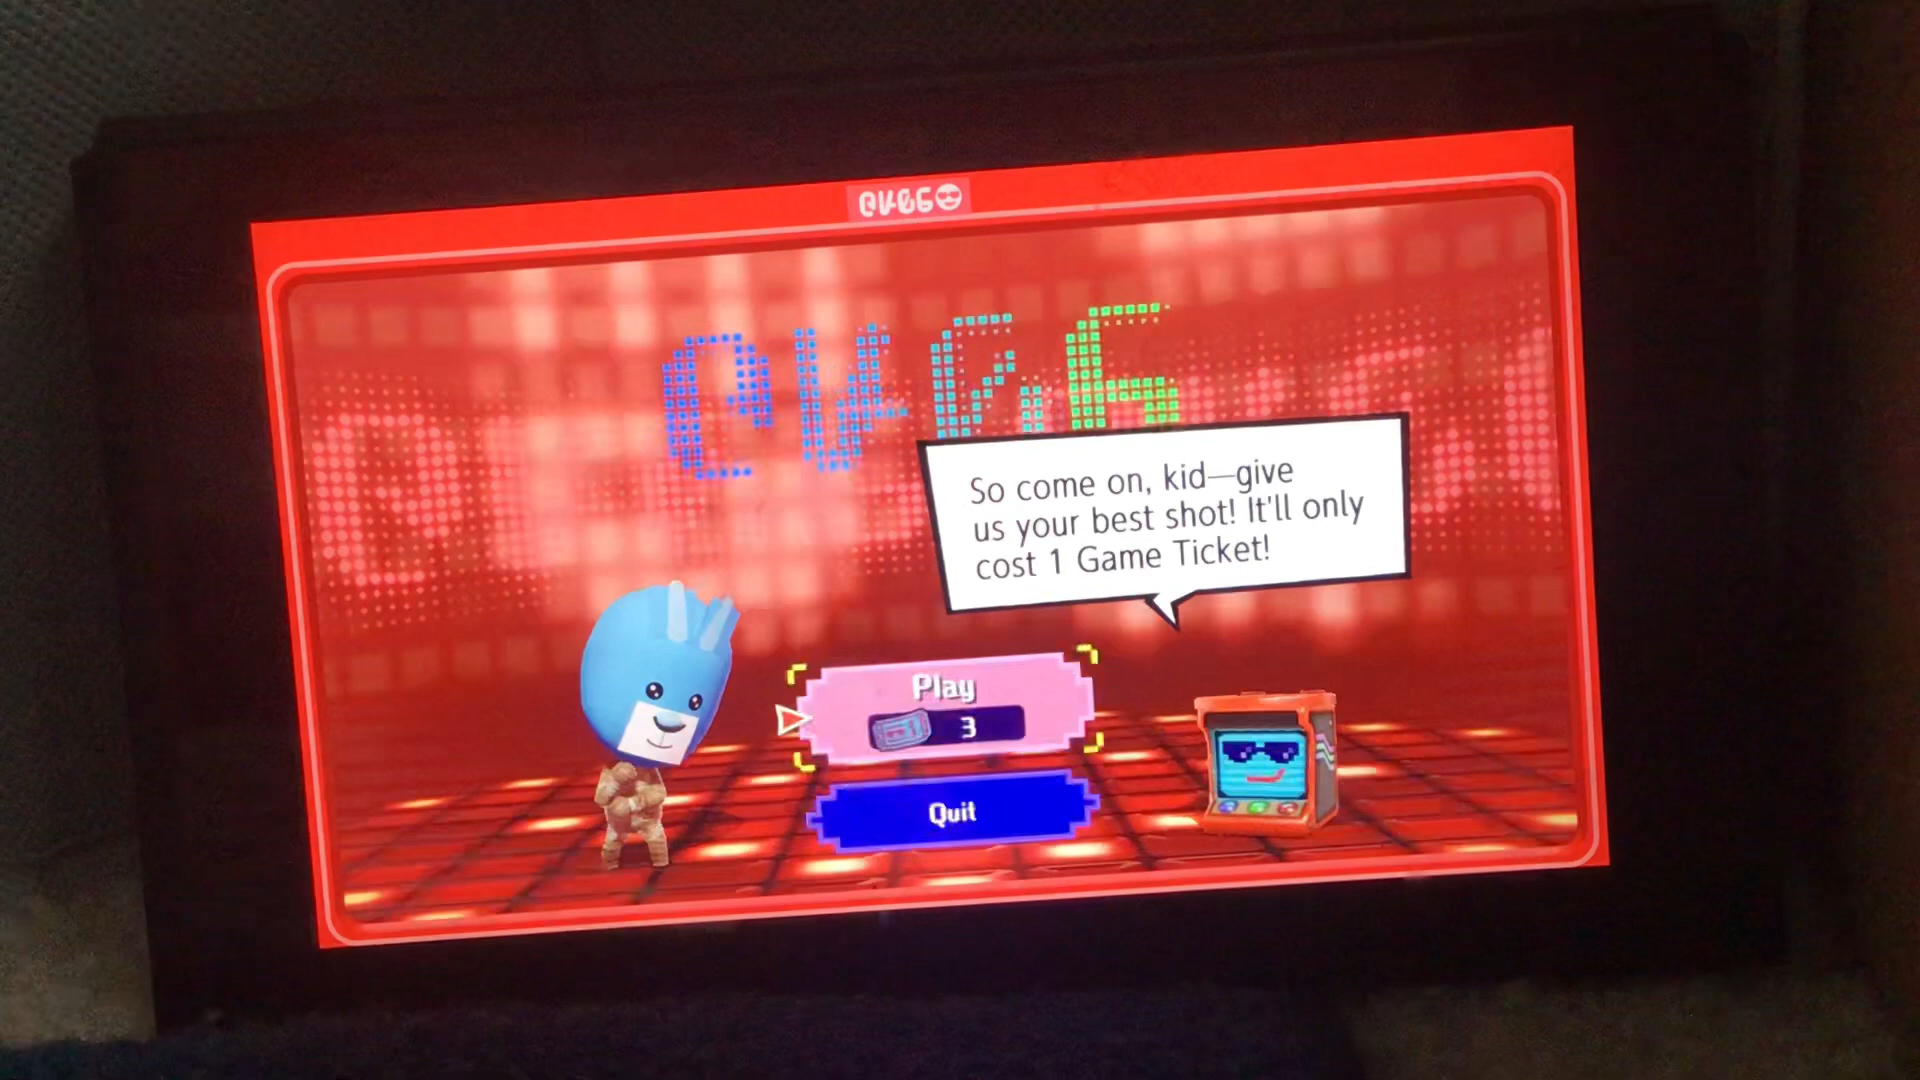 So come on, kid—give
us your best shot! It'll only
cost 1 Game Ticket!
Play
3
Quit